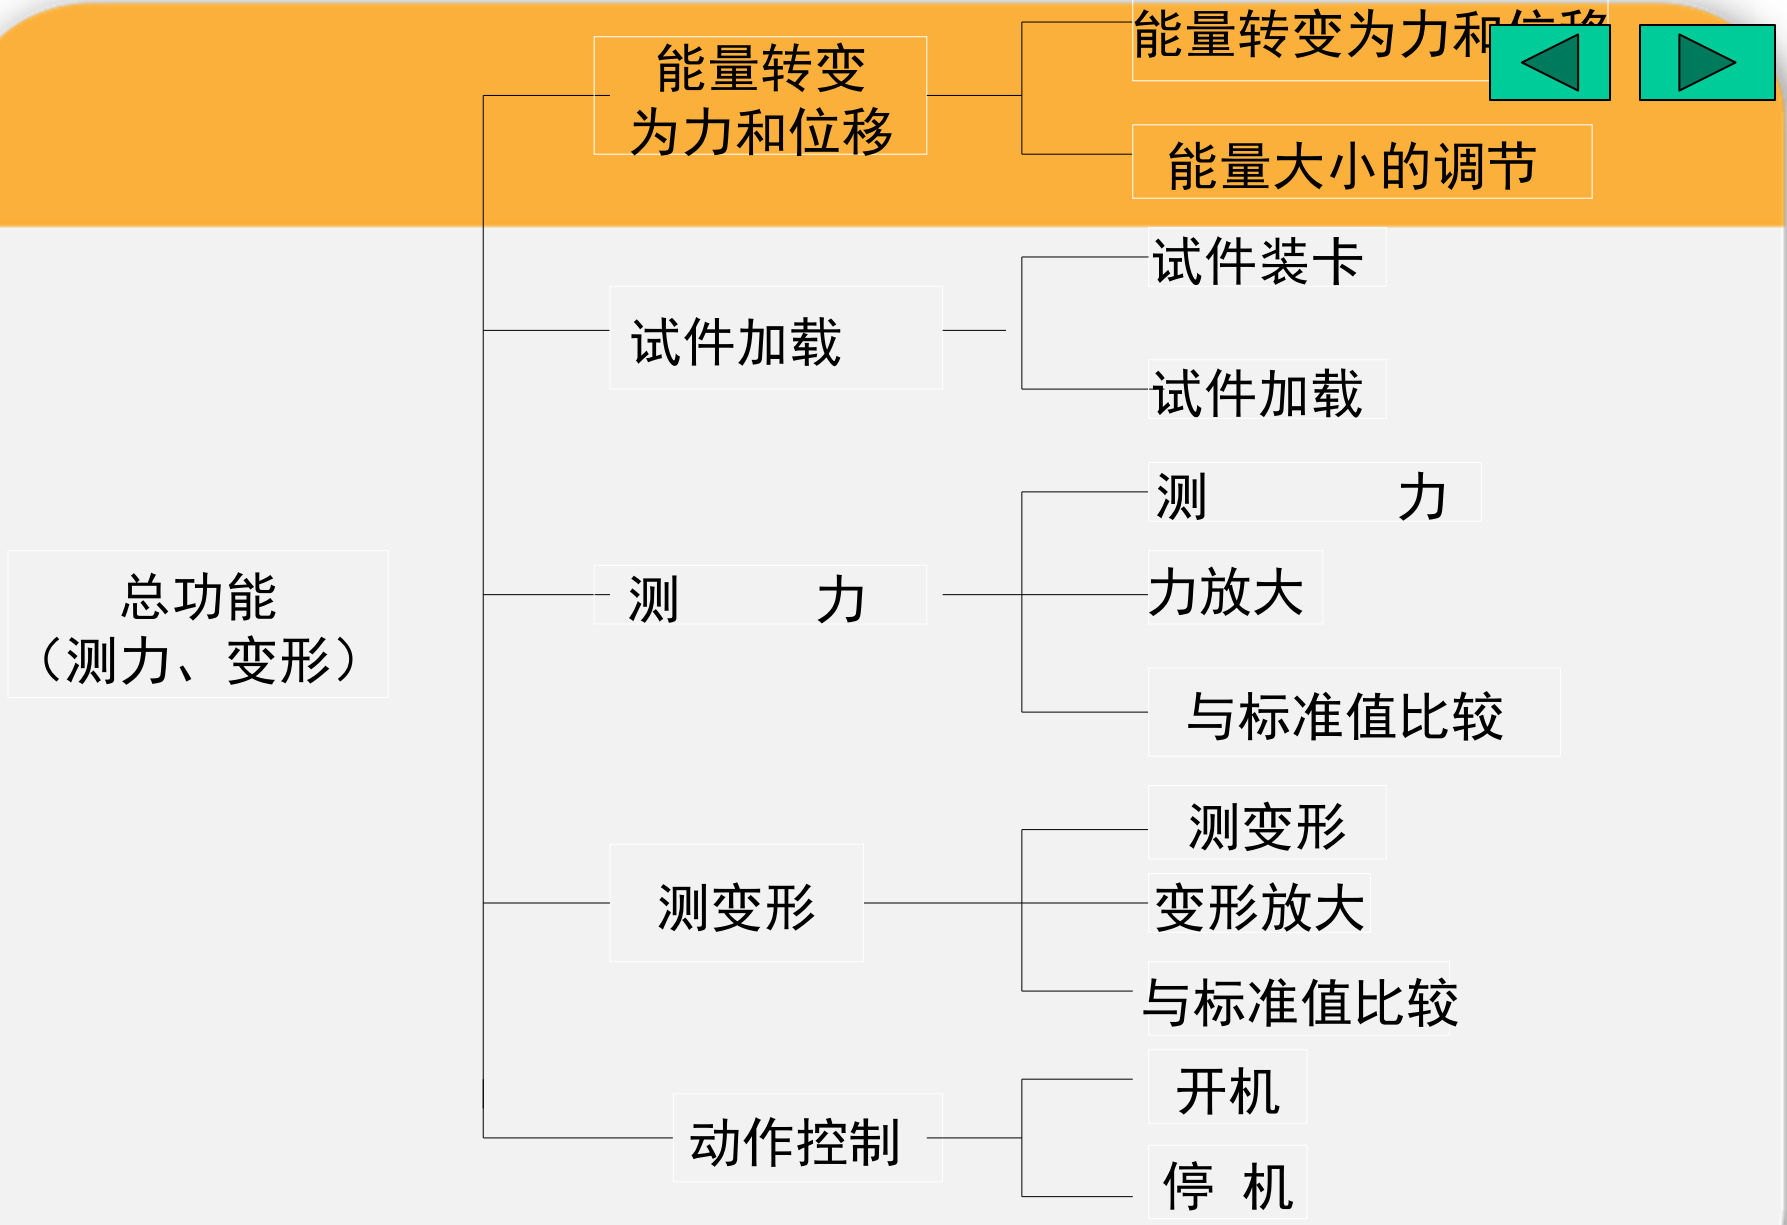 总功能
（测力、变形）
能量转变
为力和位移
能量转变为力和位移
能量大小的调节
试件加载
试件装卡
试件加载
测 力
测 力
力放大
与标准值比较
测变形
测变形
变形放大
与标准值比较
动作控制
开机
停 机